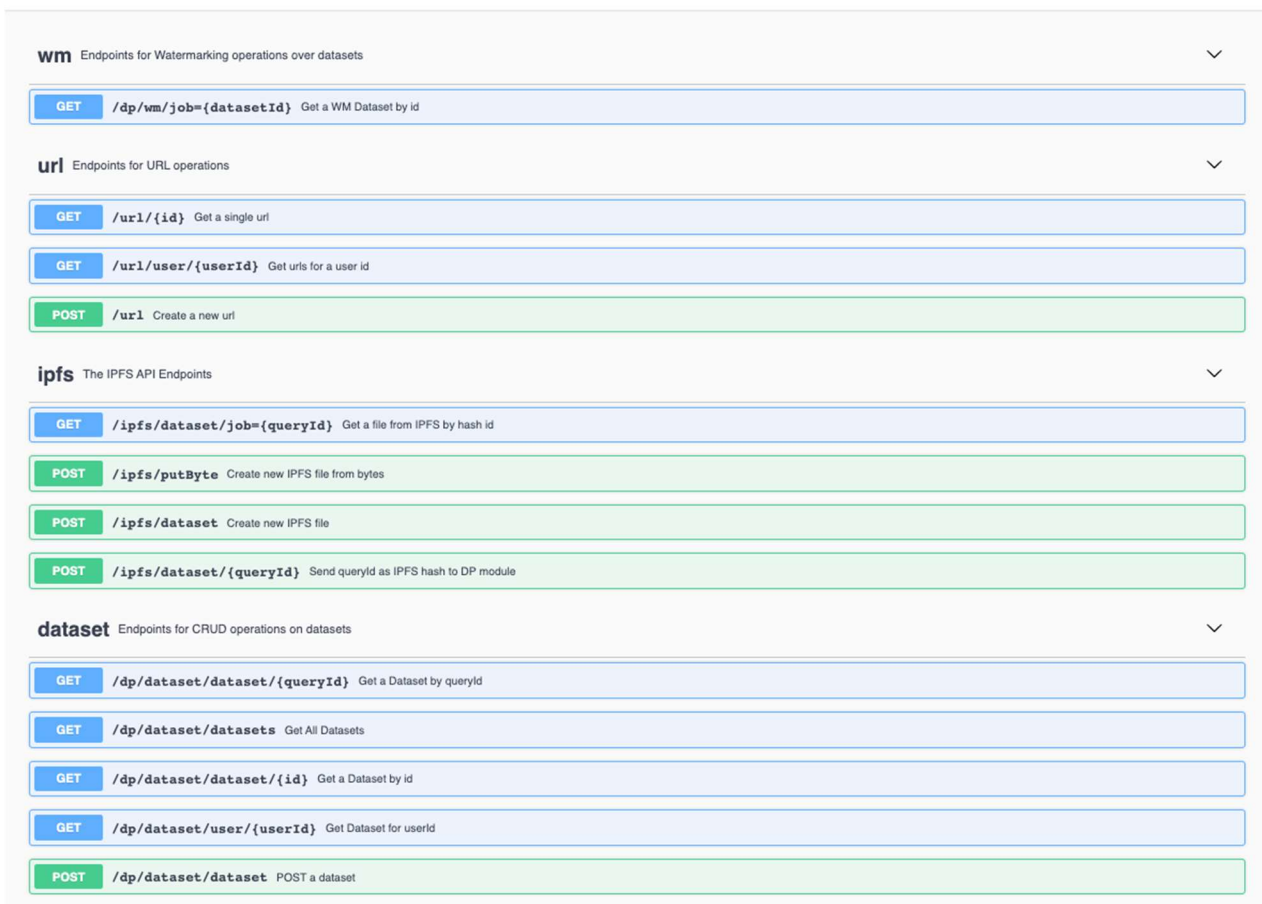 wm Endpoints for Watermarking operations over datasets
GET /dp/wm/job={datasetId} Get a WM Dataset by id
url Endpoints for URL operations
GET /url/{id} Get a single url
GET /url/user/{userId} Get urls for a user id
POST /url Create a new url
ipfs The IPFS API Endpoints
GET /ipfs/dataset/job={queryId} Get a file from IPFS by hash id
POST /ipfs/putByte Create new IPFS file from bytes
POST /ipfs/dataset Create new IPFS file
POST /ipfs/dataset/{queryId} Send queryId as IPFS hash to DP module
dataset Endpoints for CRUD operations on datasets
GET /dp/dataset/dataset/{queryId} Get a Dataset by queryId
GET /dp/dataset/datasets Get All Datasets
GET /dp/dataset/dataset/{id} Get a Dataset by id
GET /dp/dataset/user/{userId} Get Dataset for userId
POST /dp/dataset/dataset POST a dataset